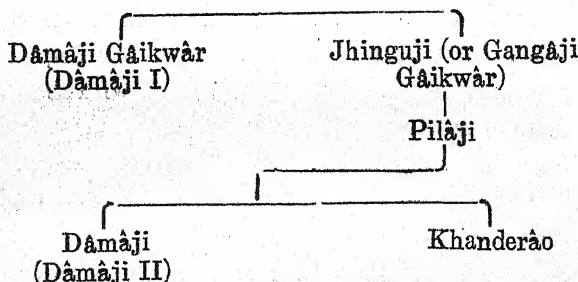 Dâmâji Gâikwâr
(Dâmâji I)
Jhinguji (or Gangâji
Gâikwâr)
Pilâji
Dâmâji
(Dâmâji II)
Khanderâo